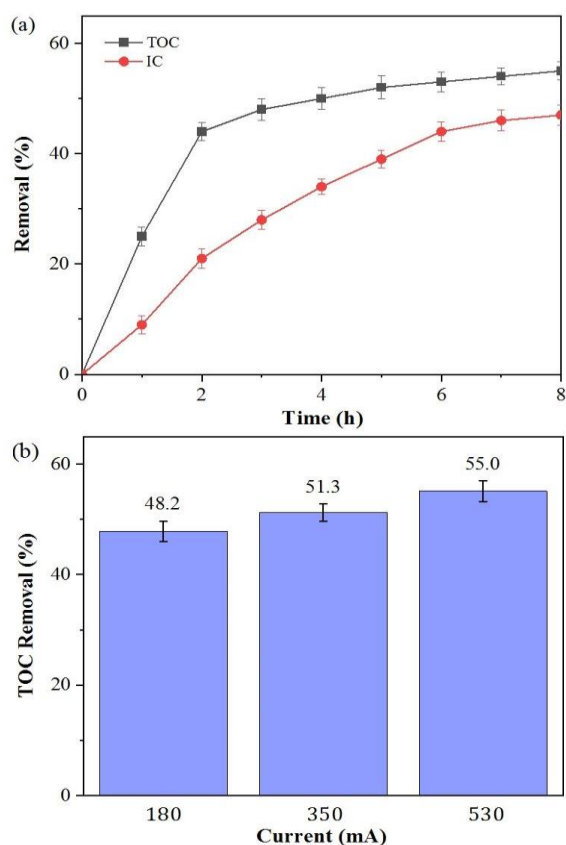 (a)
TOC
IC
Removal (%)
60
40
20
0
0 2 4 6 8
Time (h)
(b)
TOC Removal (%)
60
40
20
0
48.2
51.3
55.0
180 350 530
Current (mA)